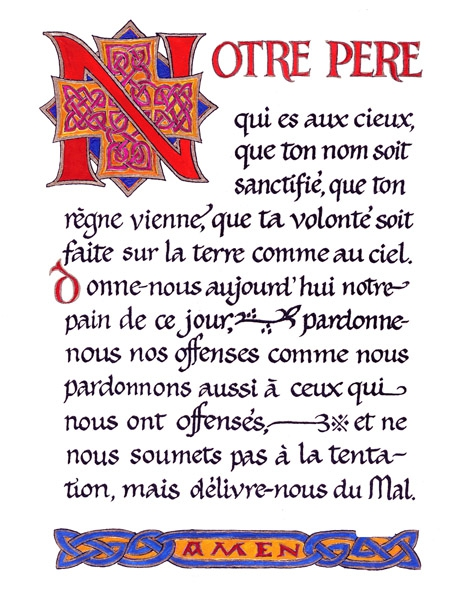 NOTRE PERE
qui es aux cieux,
que ton nom soit
sanctifié, que ton
règne vienne, que ta volonté soit
faite sur la terre comme au ciel.
Donne-nous aujourd'hui notre
pain de ce jour, pardonne-
nous nos offenses comme nous
pardonnons aussi à ceux qui
nous ont offensés, et ne
nous soumets pas à la tenta-
tion, mais délivre-nous du Mal.
AMEN